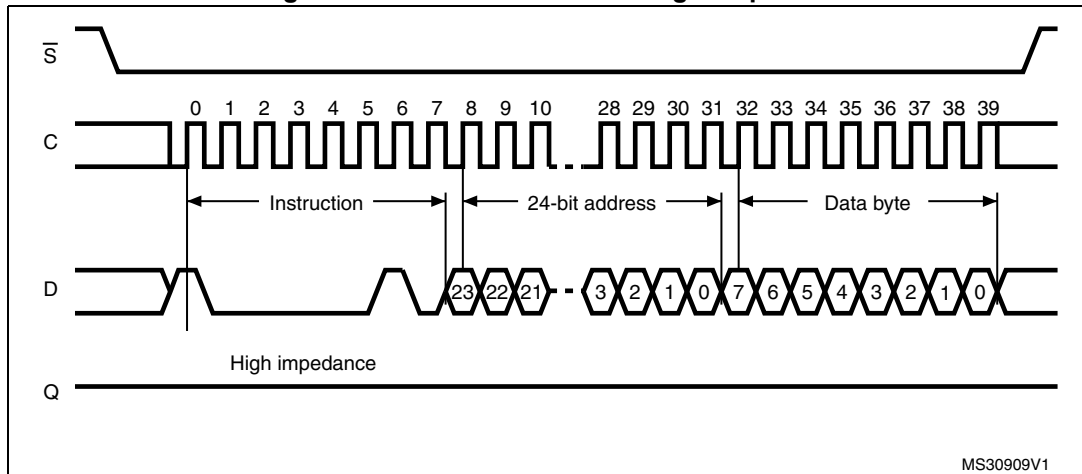 S
0 1 2 3 4 5 6 7 8 9 10 28 29 30 31 32 33 34 35 36 37 38 39
C
Instruction 24-bit address Data byte
D 23 22 21 3 2 1 0 7 6 5 4 3 2 1 0
High impedance
Q
MS30909V1